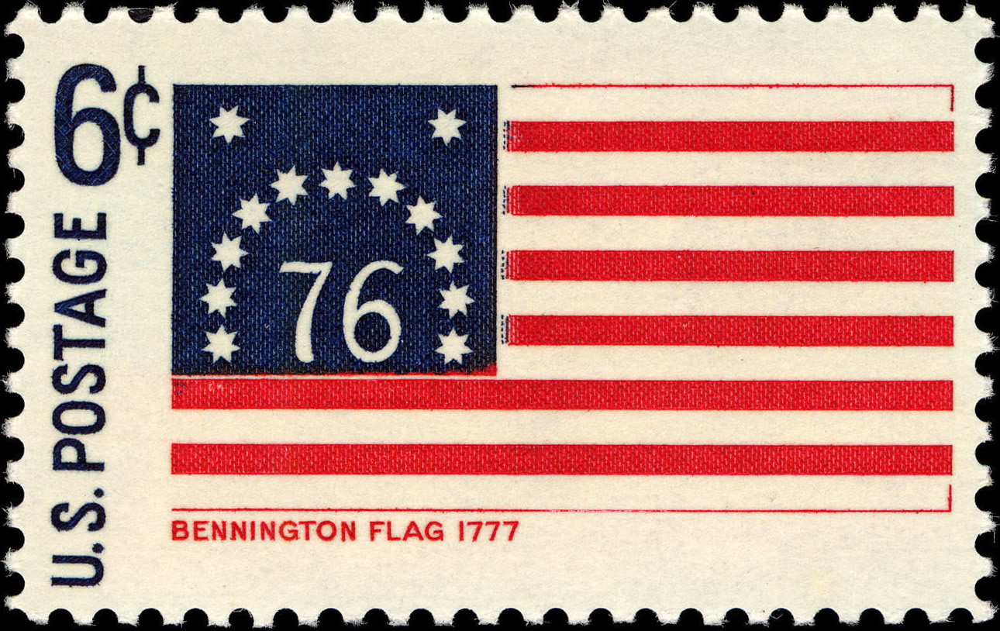 6¢
U.S. POSTAGE
76
BENNINGTON FLAG 1777